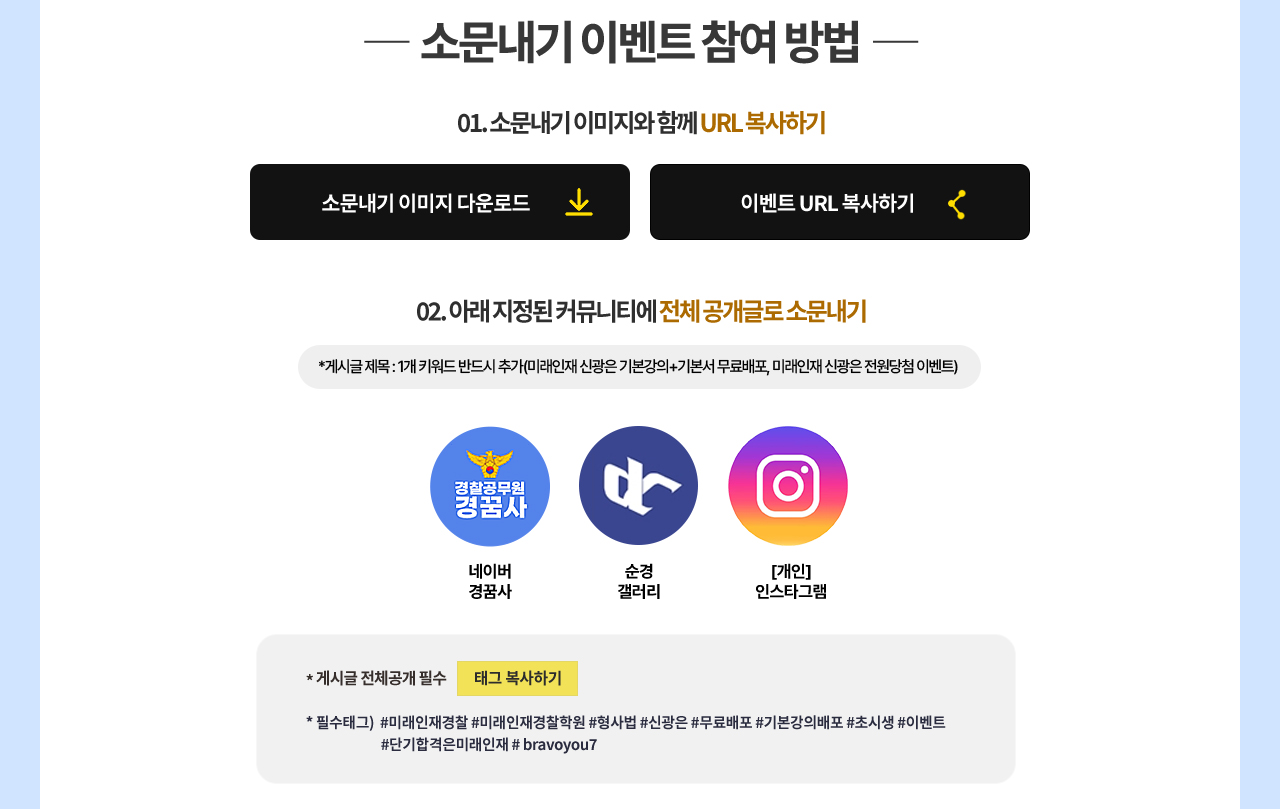 소문내기 이벤트 참여 방법
01. 소문내기 이미지와 함께 URL 복사하기
소문내기 이미지 다운로드
이벤트 URL 복사하기
02. 아래 지정된 커뮤니티에 전체 공개글로 소문내기
*게시글 제목 : 1개 키워드 반드시 추가(미래인재 신광은 기본강의+기본서 무료배포, 미래인재 신광은 전원당첨 이벤트)
경찰공무원
경꿈사
dc
네이버
경꿈사
순경
갤러리
[개인]
인스타그램
* 게시글 전체공개 필수
태그 복사하기
* 필수태그) #미래인재경찰 #미래인재경찰학원 #형사법 #신광은 #무료배포 #기본강의배포 #초시생 #이벤트
#단기합격은미래인재 # bravoyou7